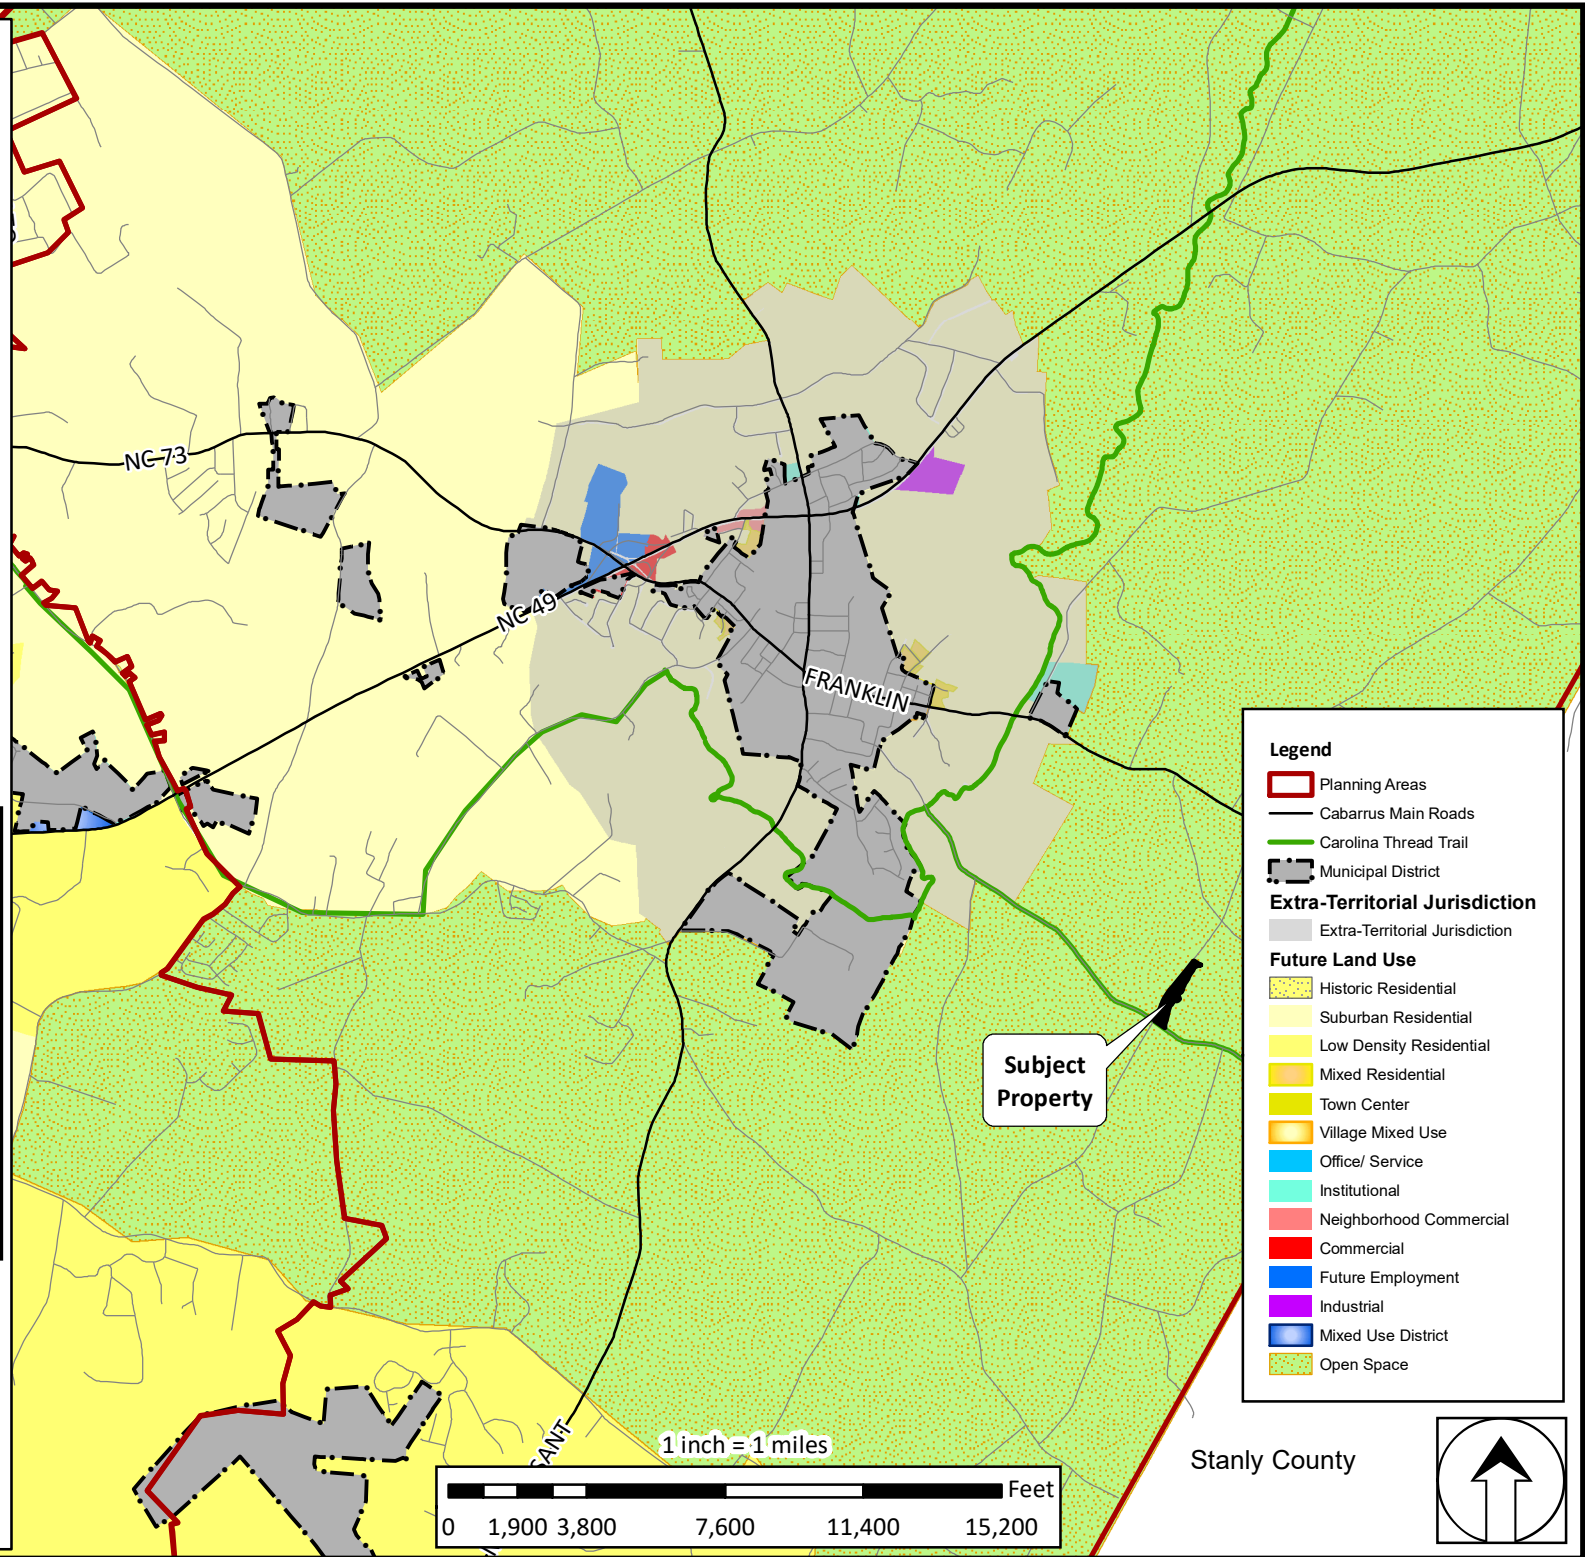 NC 73
NC 49
FRANKLIN
Subject
Property
Legend
Planning Areas
Cabarrus Main Roads
Carolina Thread Trail
Municipal District
Extra-Territorial Jurisdiction
Extra-Territorial Jurisdiction
Future Land Use
Historic Residential
Suburban Residential
Low Density Residential
Mixed Residential
Town Center
Village Mixed Use
Office/ Service
Institutional
Neighborhood Commercial
Commercial
Future Employment
Industrial
Mixed Use District
Open Space
SANT
1 inch = 1 miles
Feet
0 1,900 3,800 7,600 11,400 15,200
Stanly County